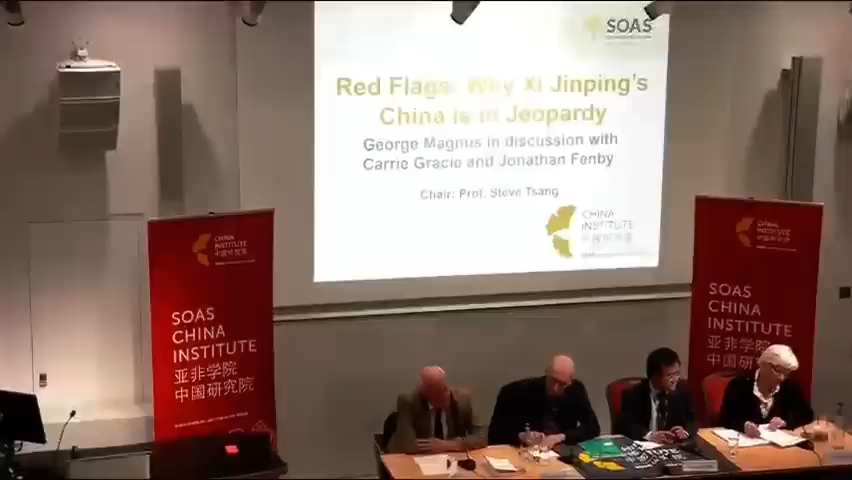 SOAS
Red Flags: Why Xi Jinping's
China is in Jeopardy
George Magnus in discussion with
Carrie Gracie and Jonathan Fenby
Chair: Prof. Steve Tsang
CHINA
INSTITUTE
中国研究院
CHINA
INSTITUTE
中国研究院
SOAS
CHINA
INSTITUTE
亚非学院
中国研究院
CHINA
INSTITUTE
中国研究院
SOAS
CHINA
INSTITUTE
亚非学院
中国研